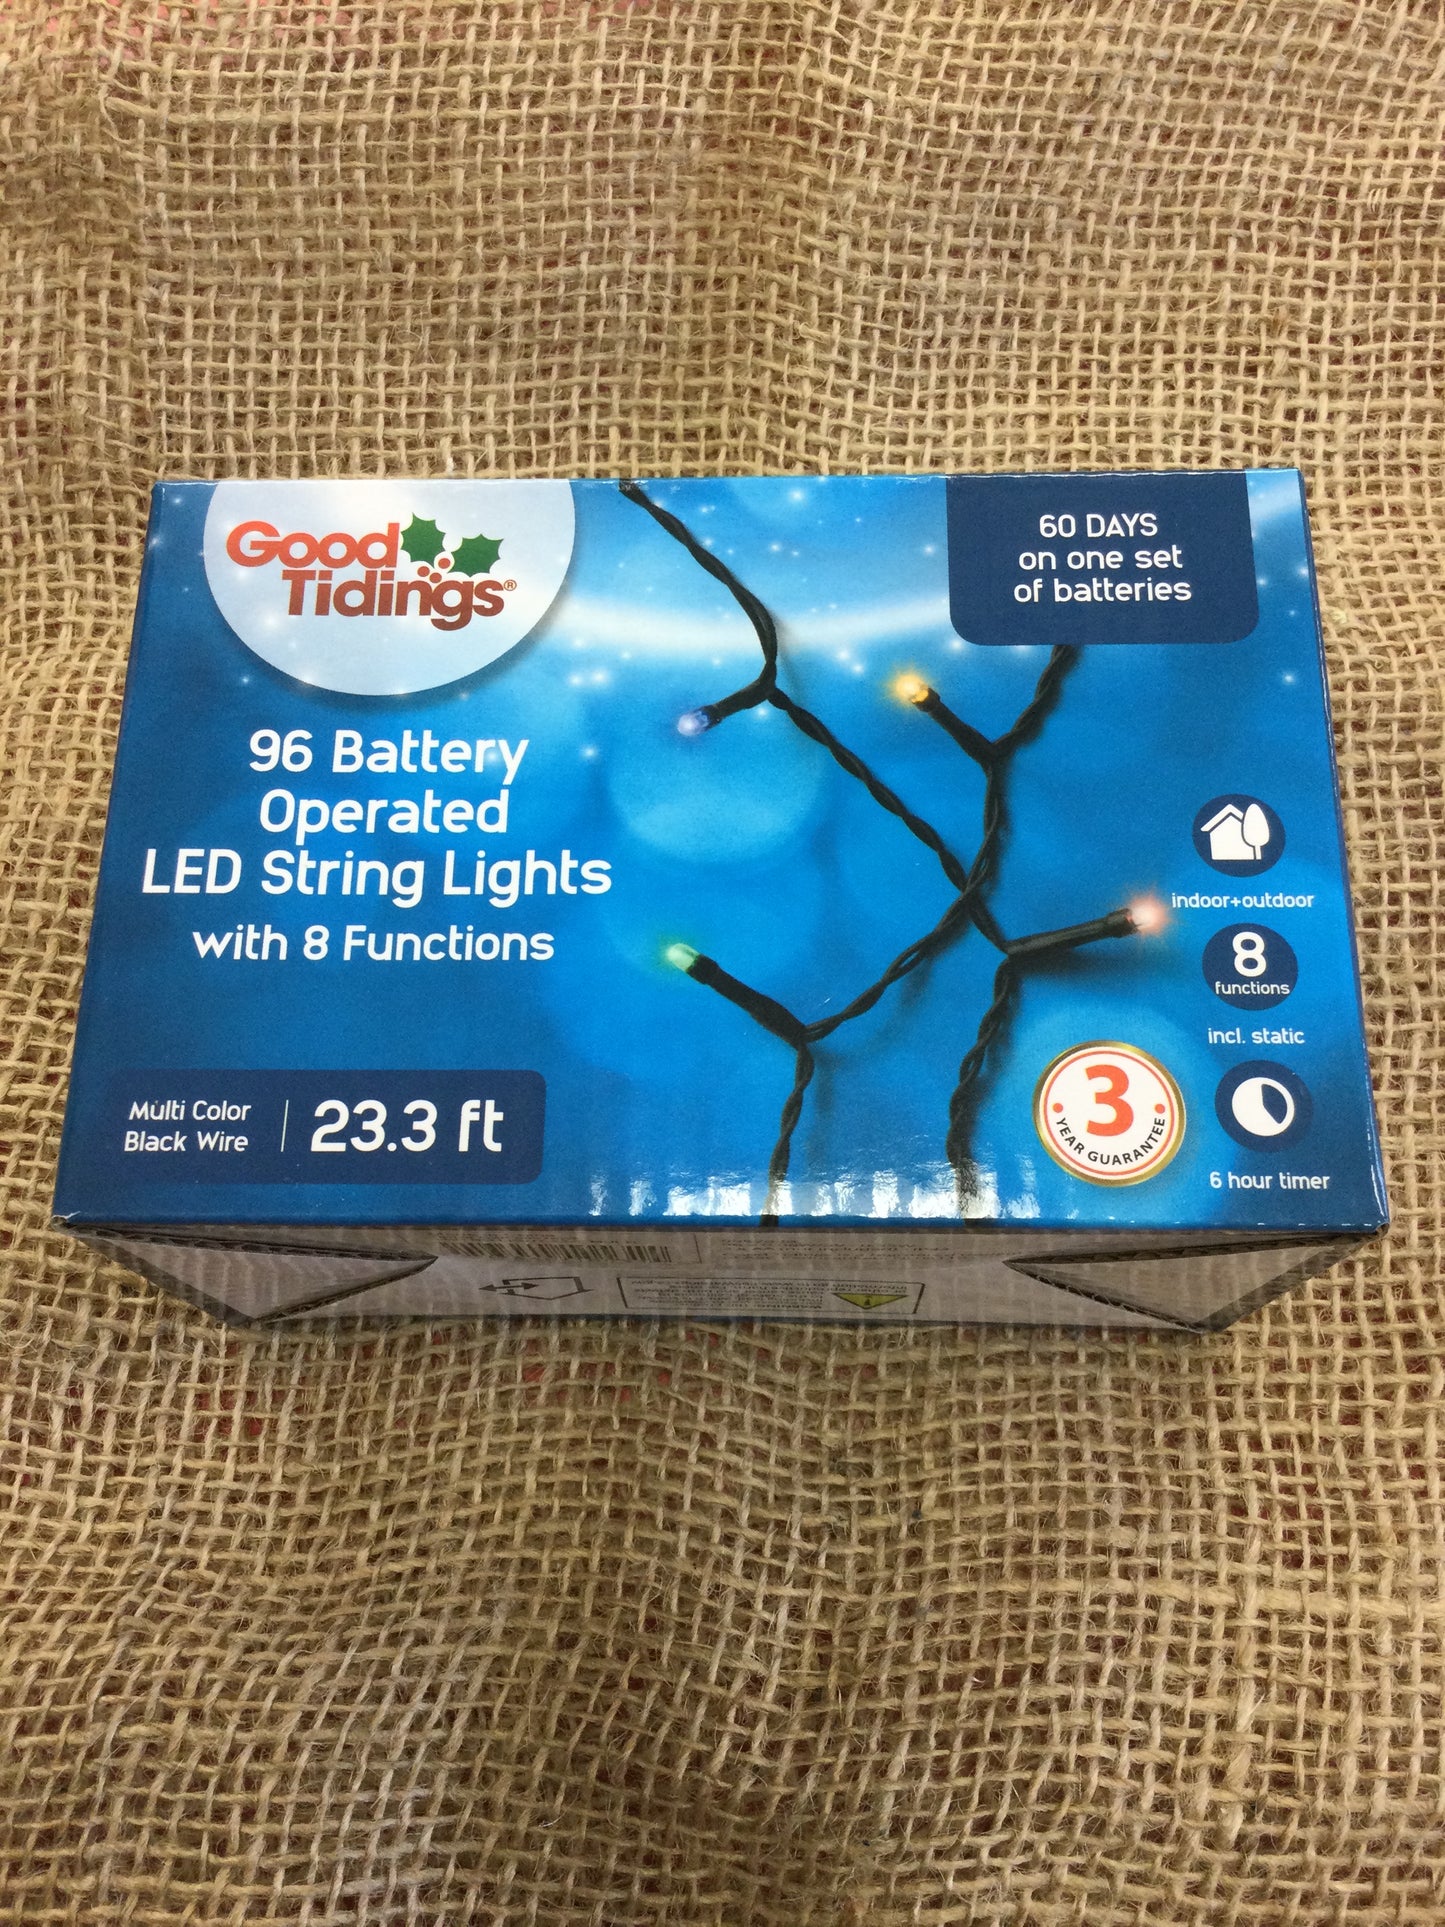 Good
Tidings®
60 DAYS
on one set
of batteries
96 Battery
Operated
LED String Lights
with 8 Functions
indoor+outdoor
8
functions
incl. static
Multi Color
Black Wire
23.3 ft
3
YEAR GUARANTEE
6 hour timer